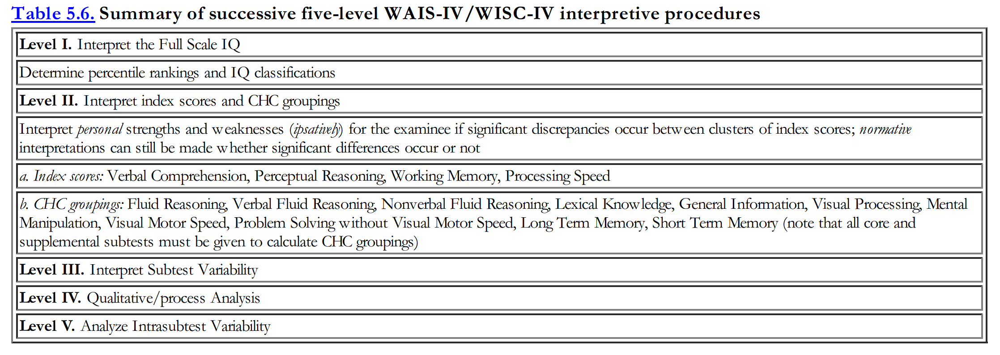 Table 5.6. Summary of successive five-level WAIS-IV/WISC-IV interpretive procedures
Level I. Interpret the Full Scale IQ
Determine percentile rankings and IQ classifications
Level II. Interpret index scores and CHC groupings
Interpret personal strengths and weaknesses (ipsatively) for the examinee if significant discrepancies occur between clusters of index scores; normative
interpretations can still be made whether significant differences occur or not
a. Index scores: Verbal Comprehension, Perceptual Reasoning, Working Memory, Processing Speed
b. CHC groupings: Fluid Reasoning, Verbal Fluid Reasoning, Nonverbal Fluid Reasoning, Lexical Knowledge, General Information, Visual Processing, Mental
Manipulation, Visual Motor Speed, Problem Solving without Visual Motor Speed, Long Term Memory, Short Term Memory (note that all core and
supplemental subtests must be given to calculate CHC groupings)
Level III. Interpret Subtest Variability
Level IV. Qualitative/process Analysis
Level V. Analyze Intrasubtest Variability